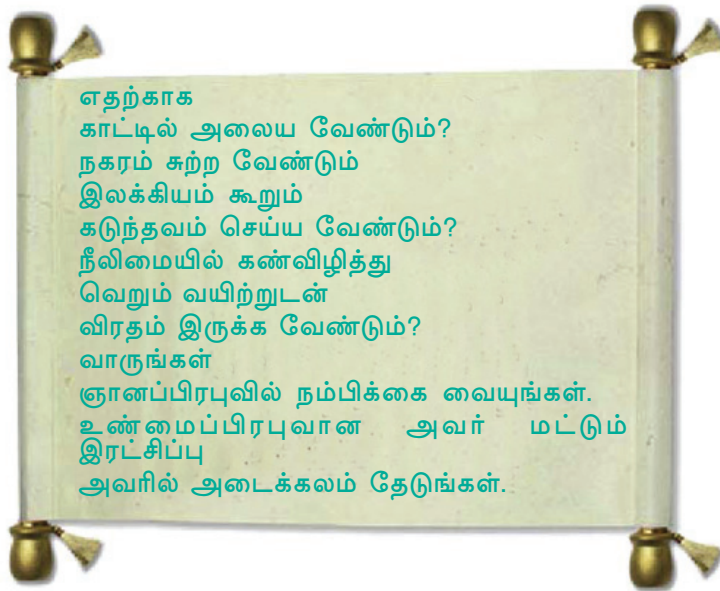 எதற்காக
காட்டில் அலைய வேண்டும்?
நகரம் சுற்ற வேண்டும்
இலக்கியம் கூறும்
கடுந்தவம் செய்ய வேண்டும்?
நீலிமையில் கண்விழித்து
வெறும் வயிற்றுடன்
விரதம் இருக்க வேண்டும்?
வாருங்கள்
ஞானப்பிரபுவில் நம்பிக்கை வையுங்கள்.
உண்மைப்பிரபுவான அவர் மட்டும்
இரட்சிப்பு
அவரில் அடைக்கலம் தேடுங்கள்.